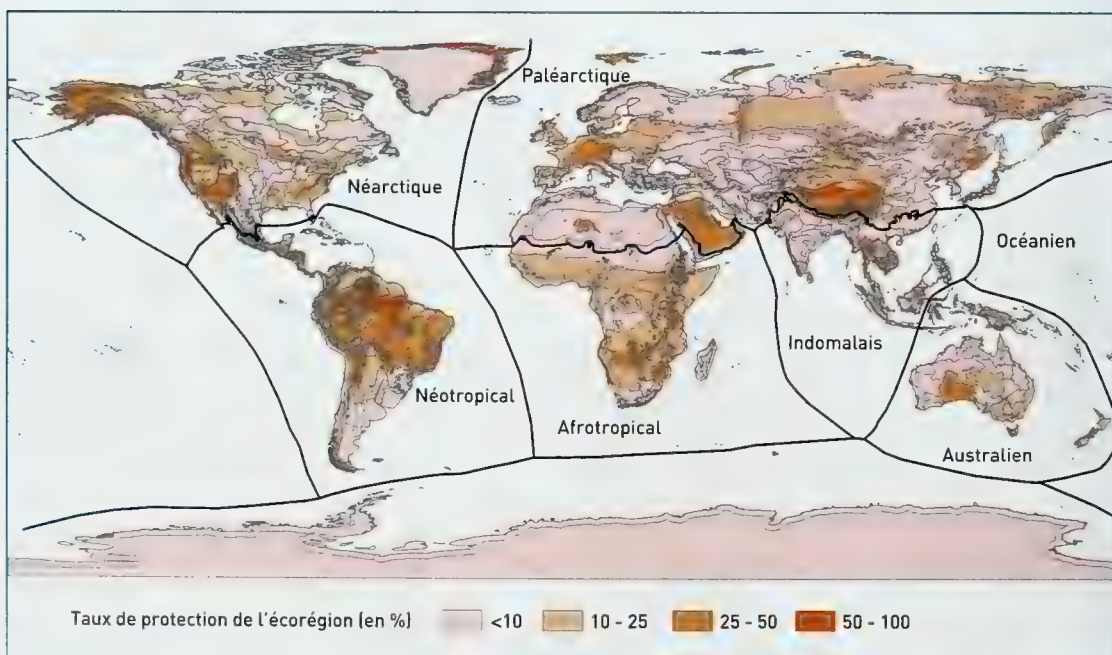 Paléarctique
Néarctique
Océanien
Indomalais
Néotropical
Afrotropical
Australien
Taux de protection de l'écorégion (en %) <10 10 - 25 25 - 50 50 - 100